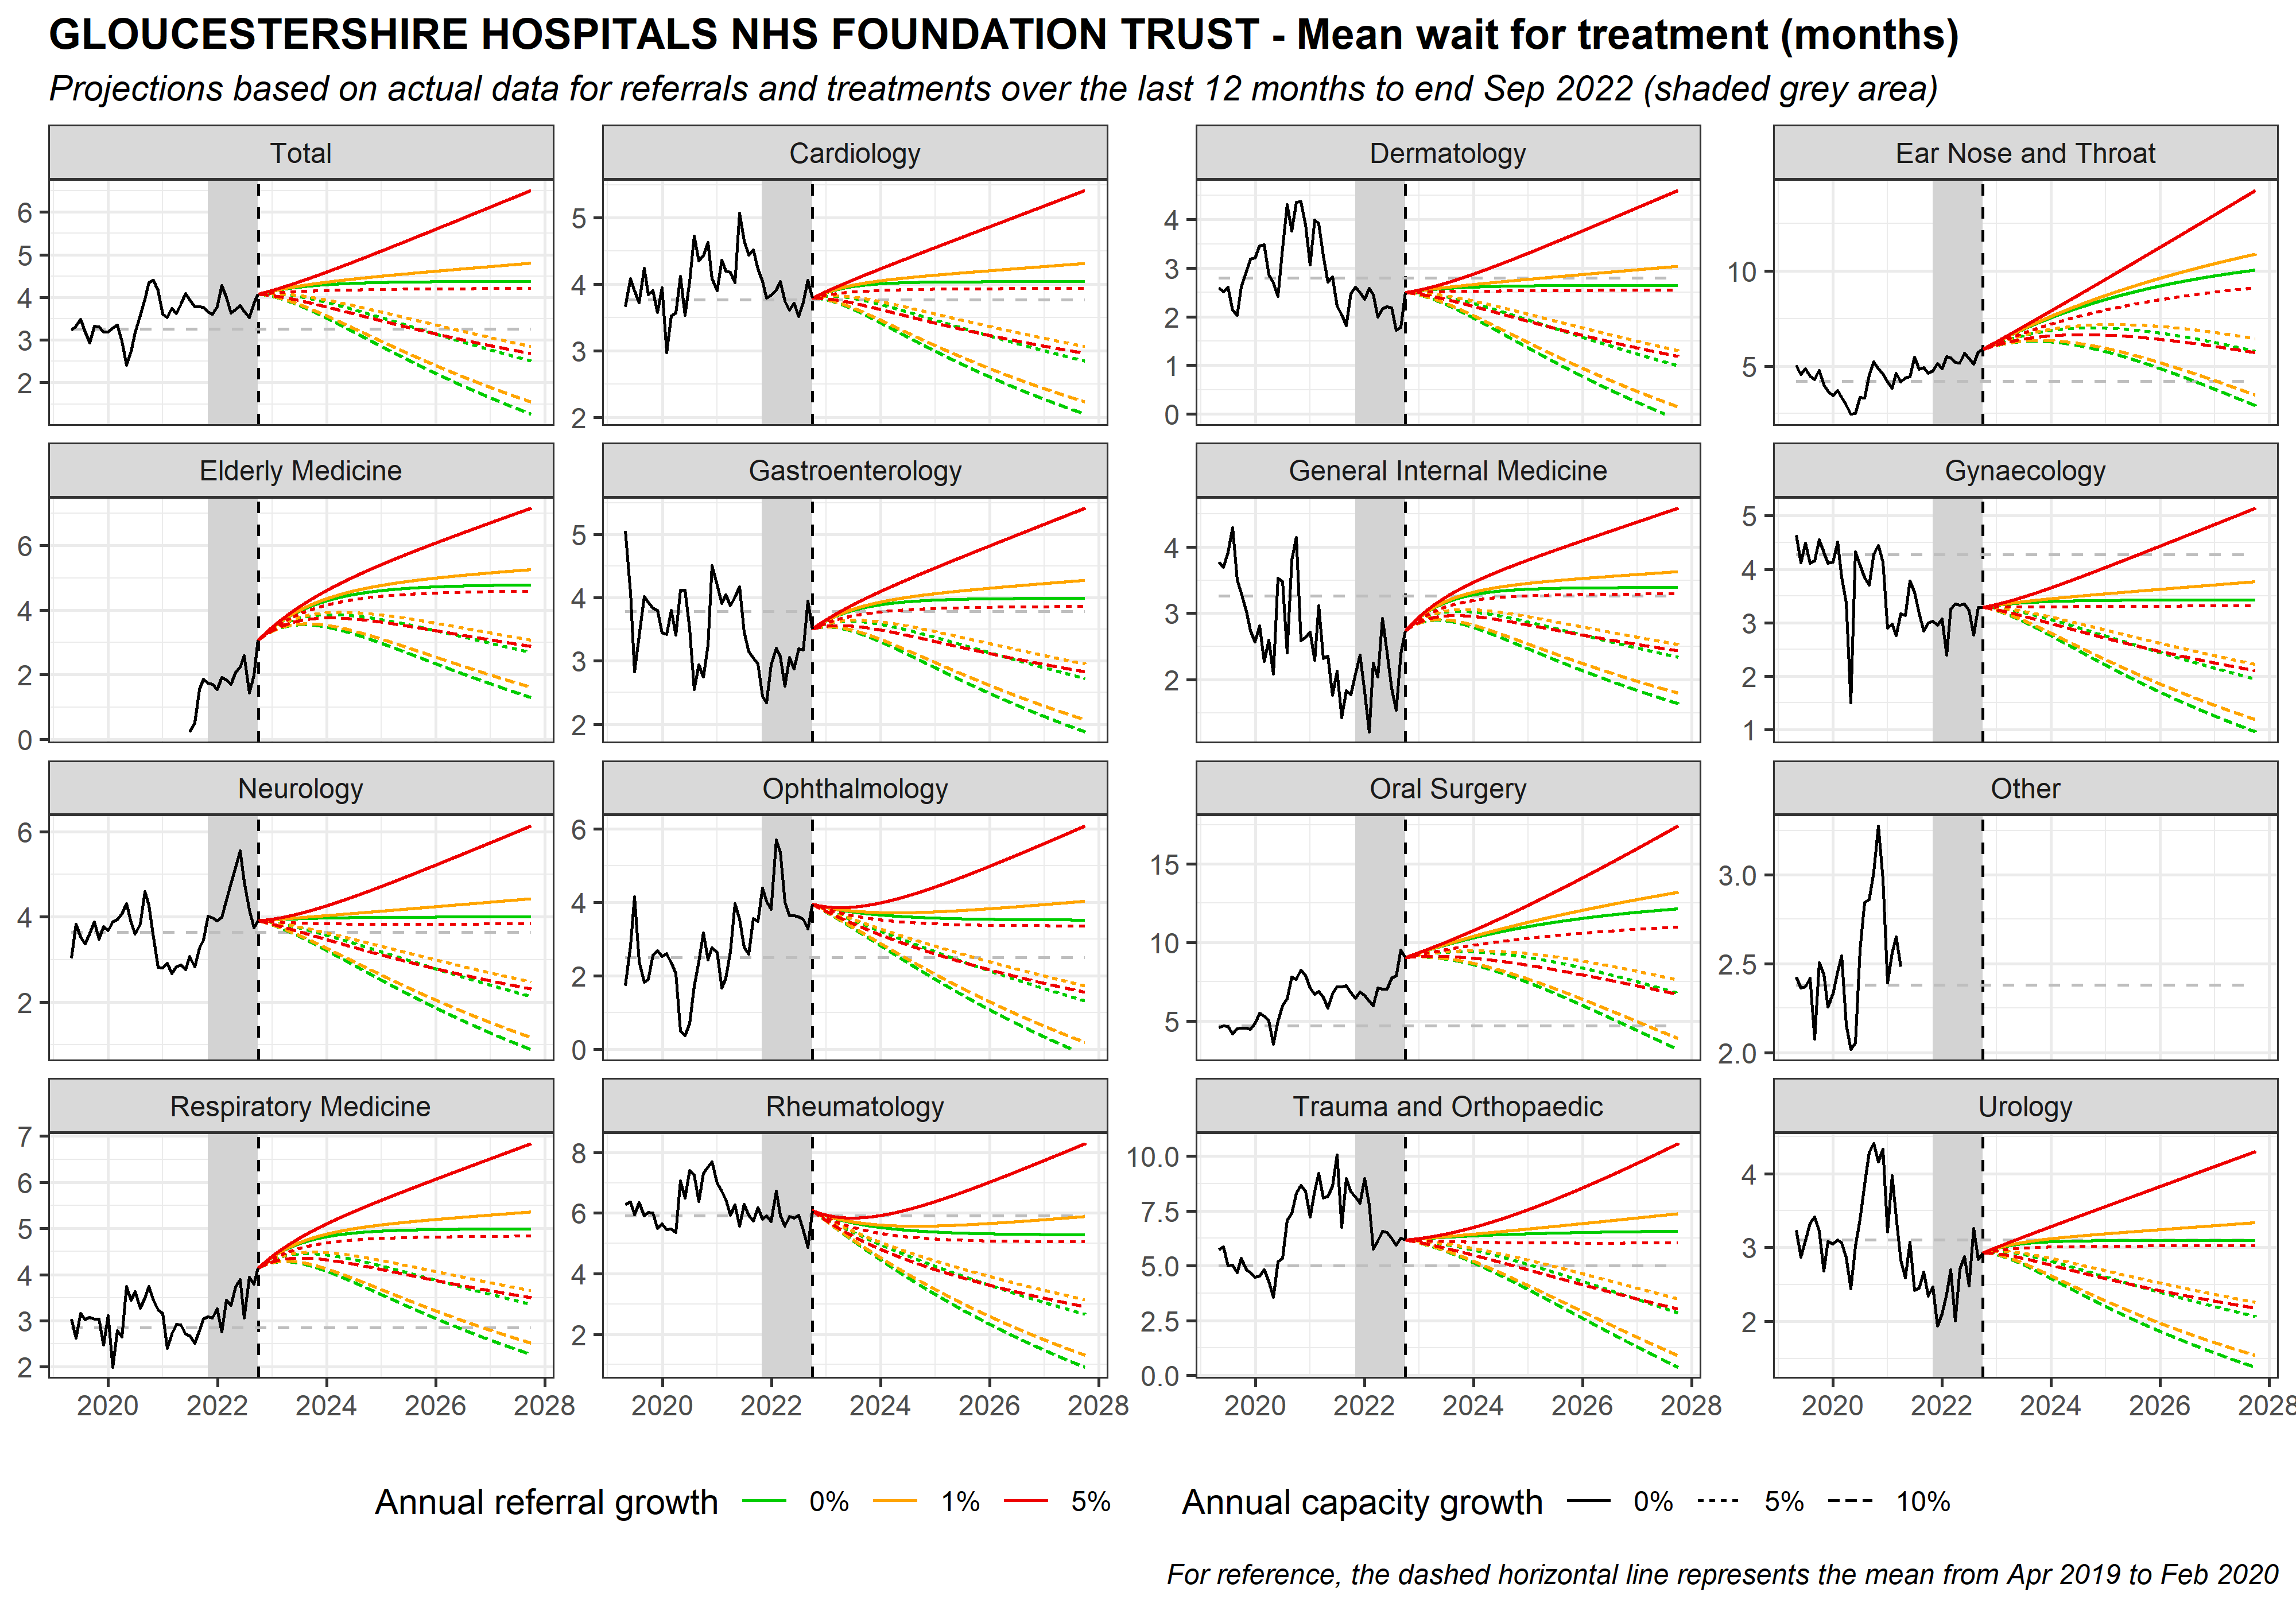 GLOUCESTERSHIRE HOSPITALS NHS FOUNDATION TRUST - Mean wait for treatment (months)
Projections based on actual data for referrals and treatments over the last 12 months to end Sep 2022 (shaded grey area)
Total
Cardiology
Dermatology
Ear Nose and Throat
6
5
4
3
2
5
4
3
2
4
3
2
1
0
10
5
Elderly Medicine
Gastroenterology
General Internal Medicine
Gynaecology
6
4
2
0
5
4
3
2
4
3
2
5
4
3
2
1
Neurology
Ophthalmology
Oral Surgery
Other
6
4
2
6
4
2
0
15
10
5
3.0
2.5
2.0
Respiratory Medicine
Rheumatology
Trauma and Orthopaedic
Urology
7
6
5
4
3
2
8
6
4
2
10.0
7.5
5.0
2.5
0.0
4
3
2
2020 2022 2024 2026 2028
2020 2022 2024 2026 2028
2020 2022 2024 2026 2028
2020 2022 2024 2026 2028
Annual referral growth 0% 1% 5%
Annual capacity growth 0% 5% 10%
For reference, the dashed horizontal line represents the mean from Apr 2019 to Feb 2020